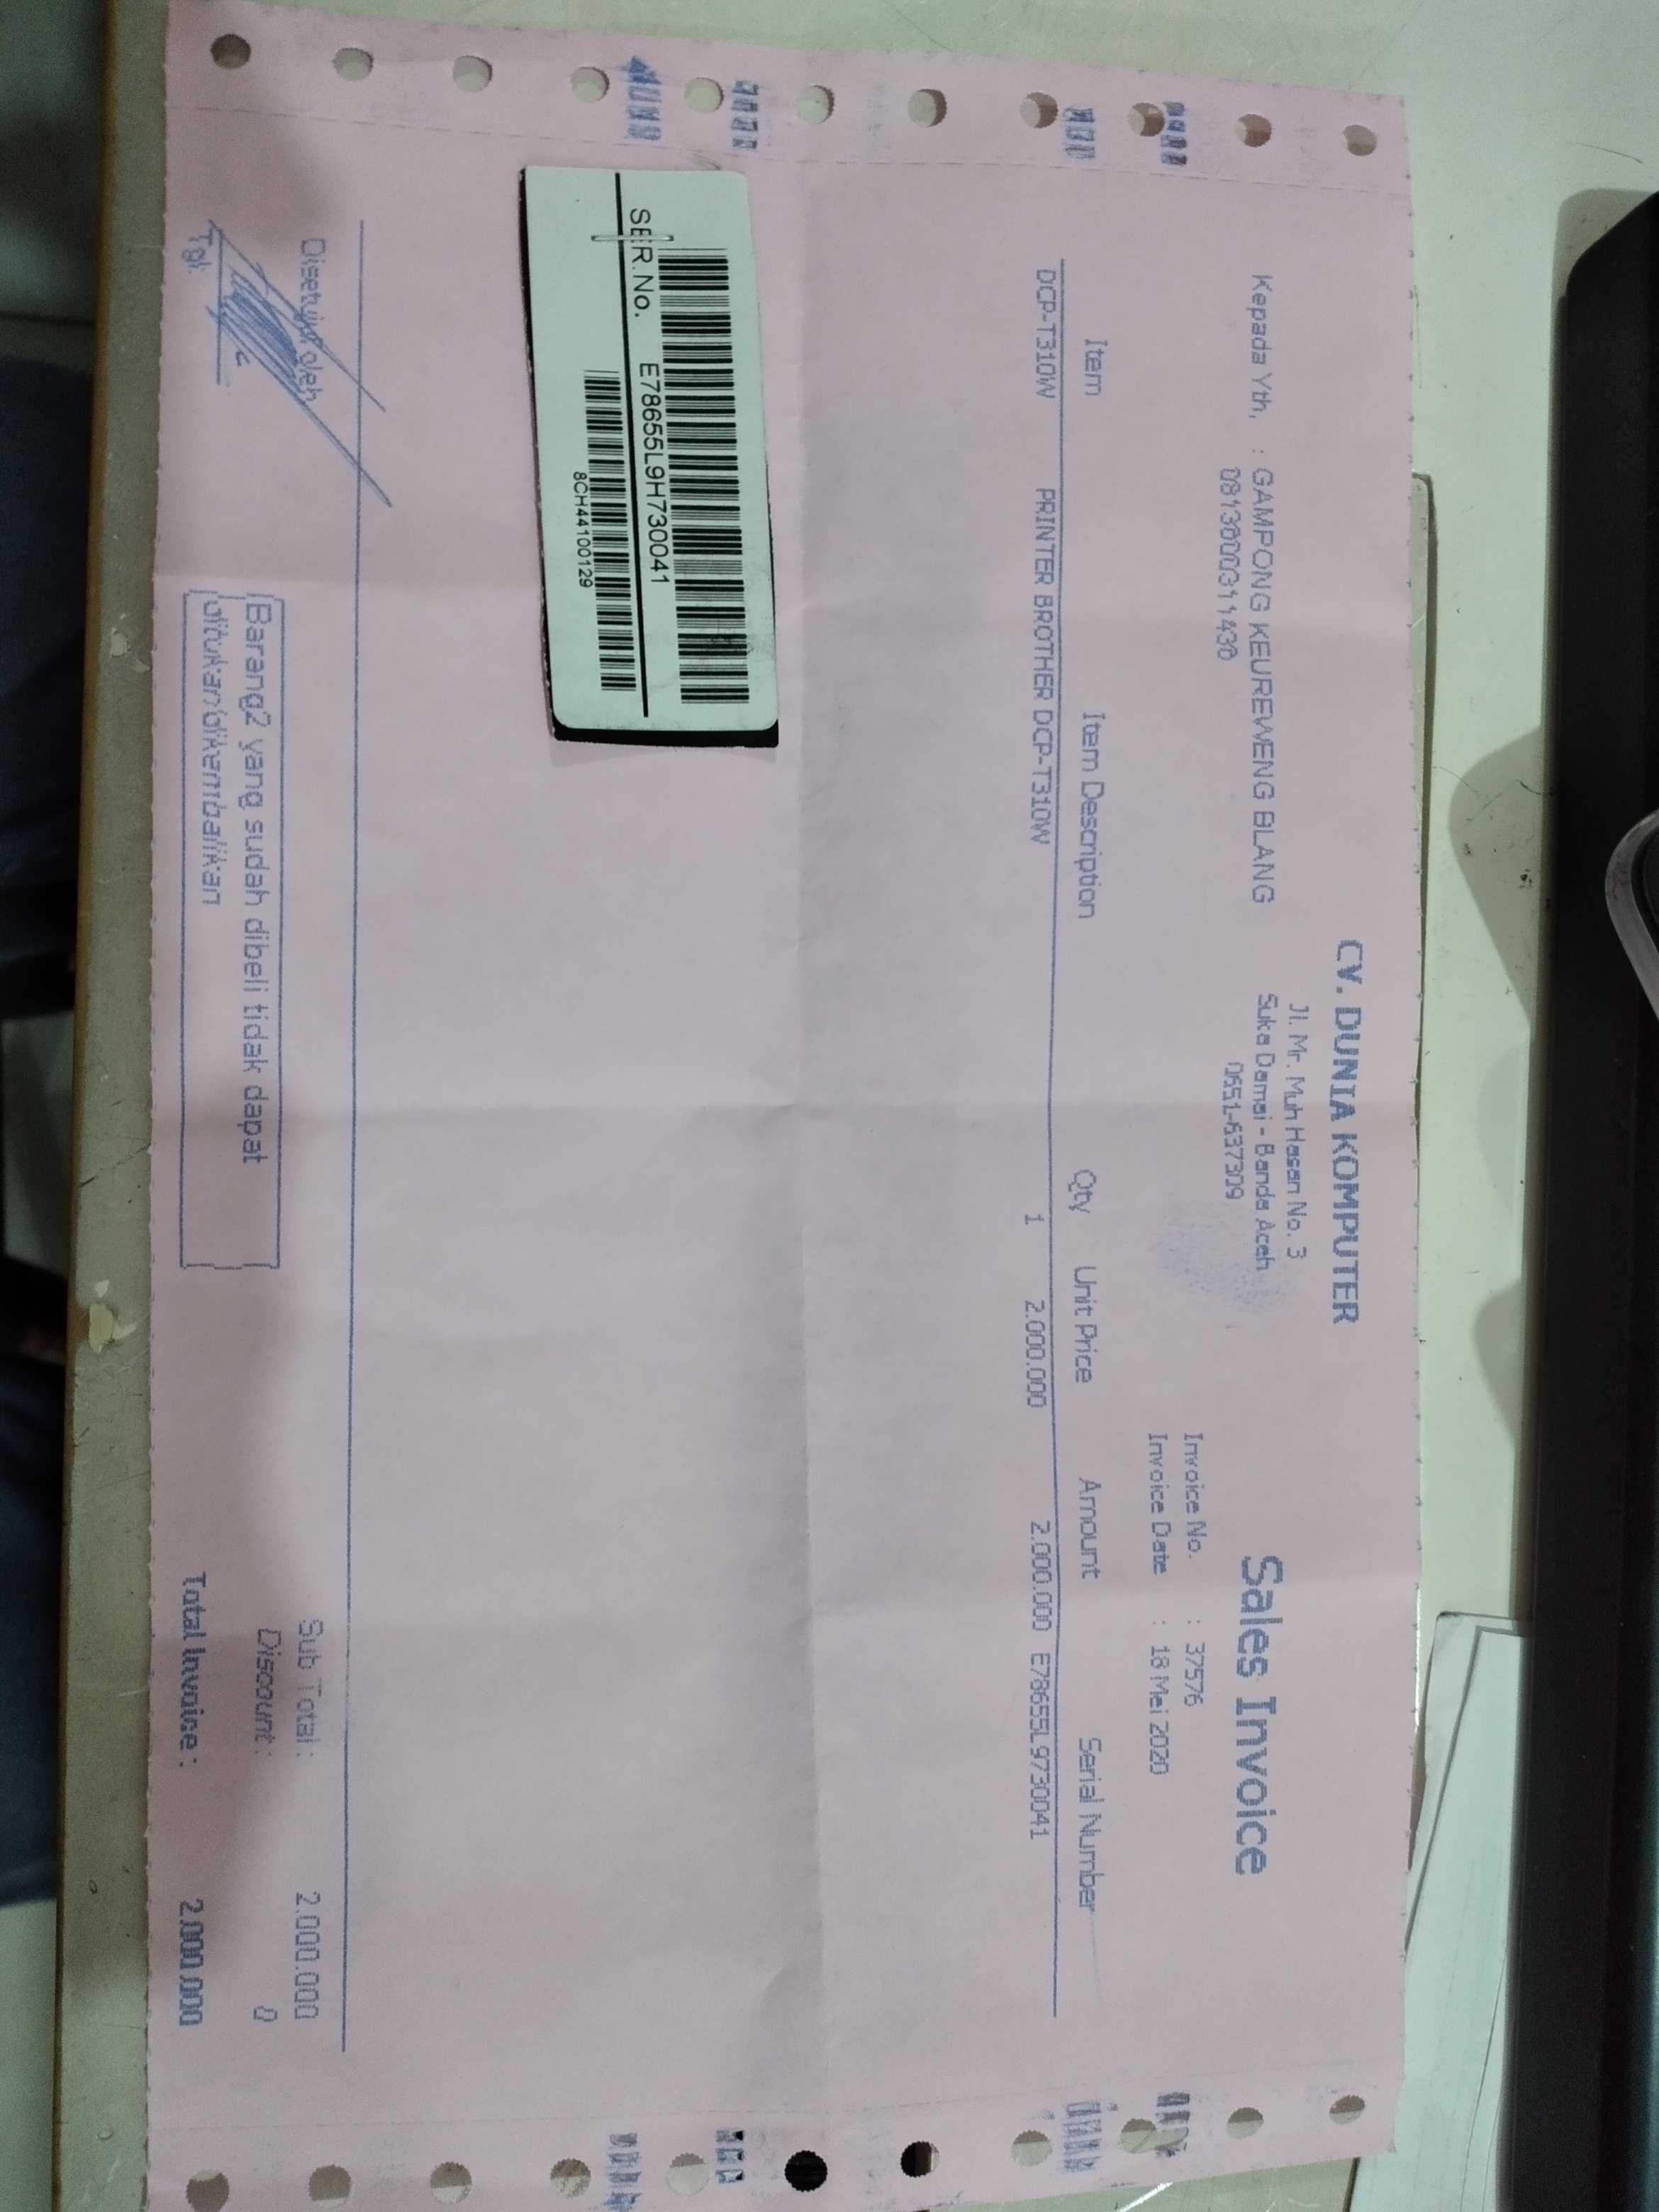 CV. DUNIA KOMPUTER
Jl. Mr. Muh Hasan No. 3
Suka Damai - Banda Aceh
0651-637309
Sales Invoice
Kepada Yth, : GAMPONG KEUREWENG BLANG
Invoice No. : 37576
Invoice Date : 18 Mei 2020
Item Item Description Qty Unit Price Amount Serial Number
DCP-T310W PRINTER BROTHER DCP-T310W 1 2.000.000 2.000.000 E78655L9730041
SER.No. E78655L9H730041
8CH44100129
Disetujui oleh
Tgl.
Barang2 yang sudah dibeli tidak dapat
ditukar/dikembalikan
Sub Total : 2.000.000
Discount : 0
Total Invoice : 2.000.000